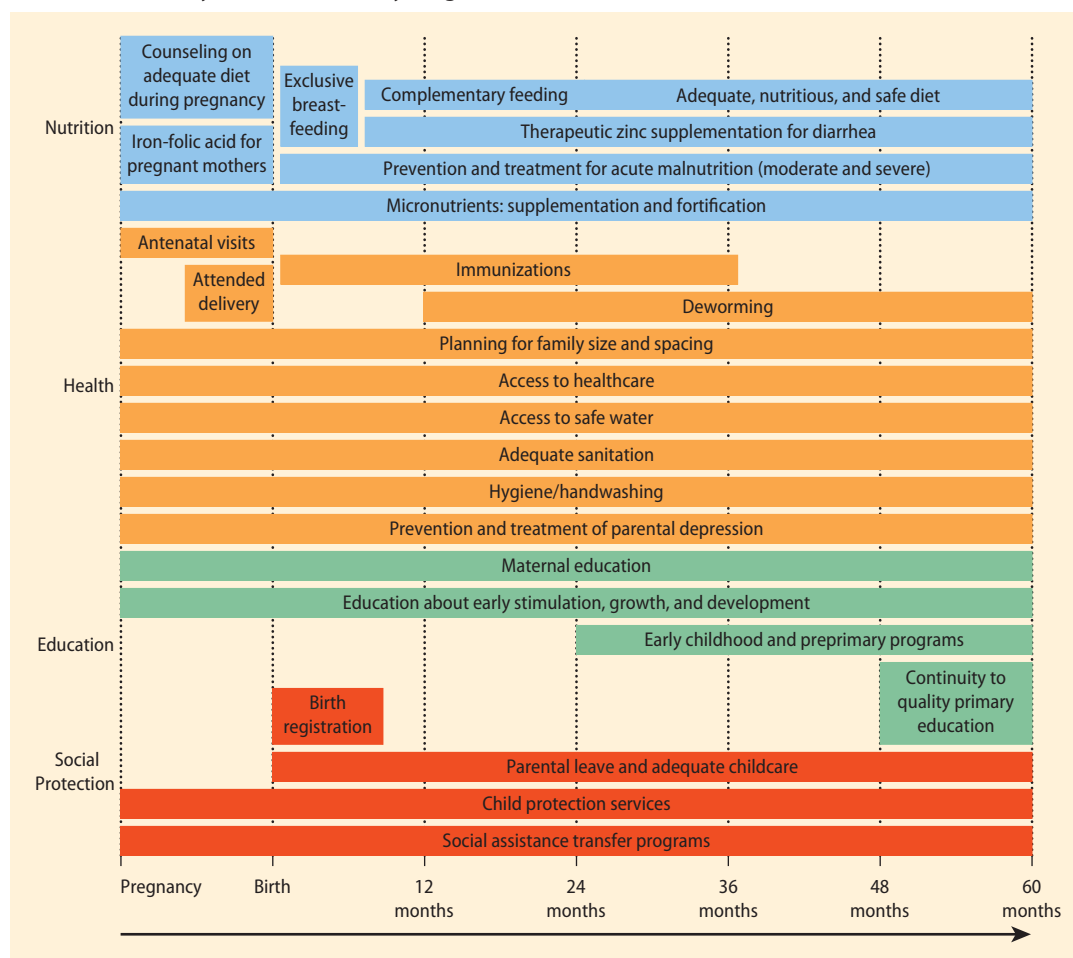 Counseling on
adequate diet
during pregnancy
Exclusive
breast-
feeding
Complementary feeding
Adequate, nutritious, and safe diet
Nutrition
Therapeutic zinc supplementation for diarrhea
Iron-folic acid for
pregnant mothers
Prevention and treatment for acute malnutrition (moderate and severe)
Micronutrients: supplementation and fortification
Antenatal visits
Immunizations
Attended
delivery
Deworming
Planning for family size and spacing
Health
Access to healthcare
Access to safe water
Adequate sanitation
Hygiene/handwashing
Prevention and treatment of parental depression
Maternal education
Education about early stimulation, growth, and development
Education
Early childhood and preprimary programs
Continuity to
quality primary
education
Birth
registration
Social
Protection
Parental leave and adequate childcare
Child protection services
Social assistance transfer programs
Pregnancy
Birth
12
months
24
months
36
months
48
months
60
months